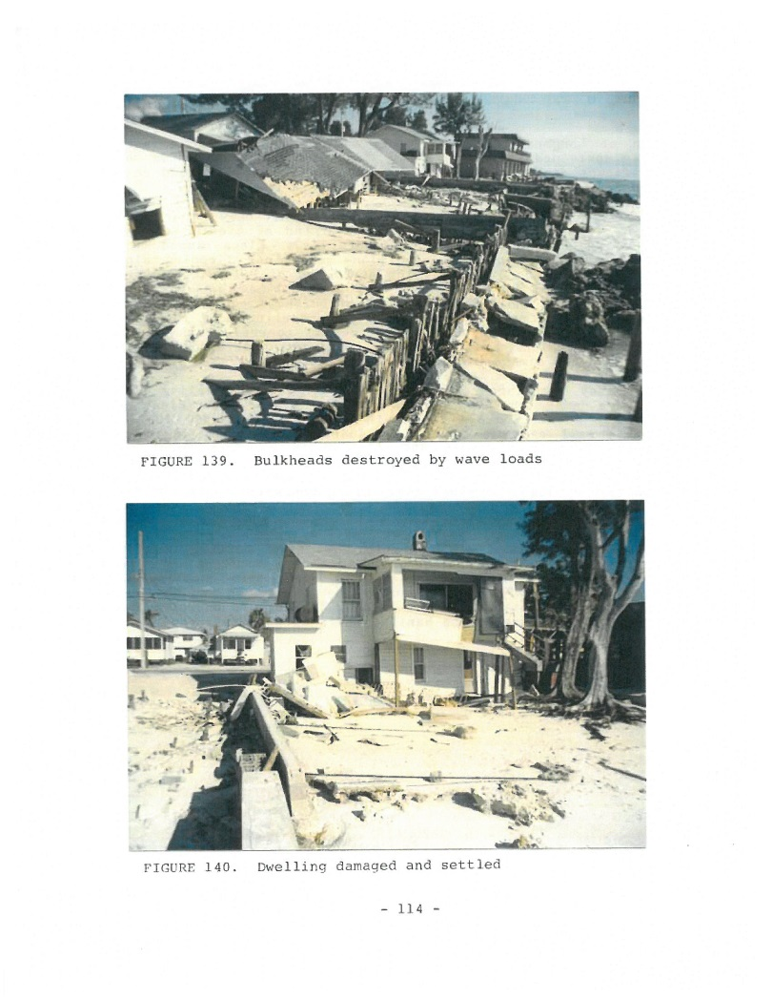 FIGURE 139. Bulkheads destroyed by wave loads
FIGURE 140. Dwelling damaged and settled
- 114 -